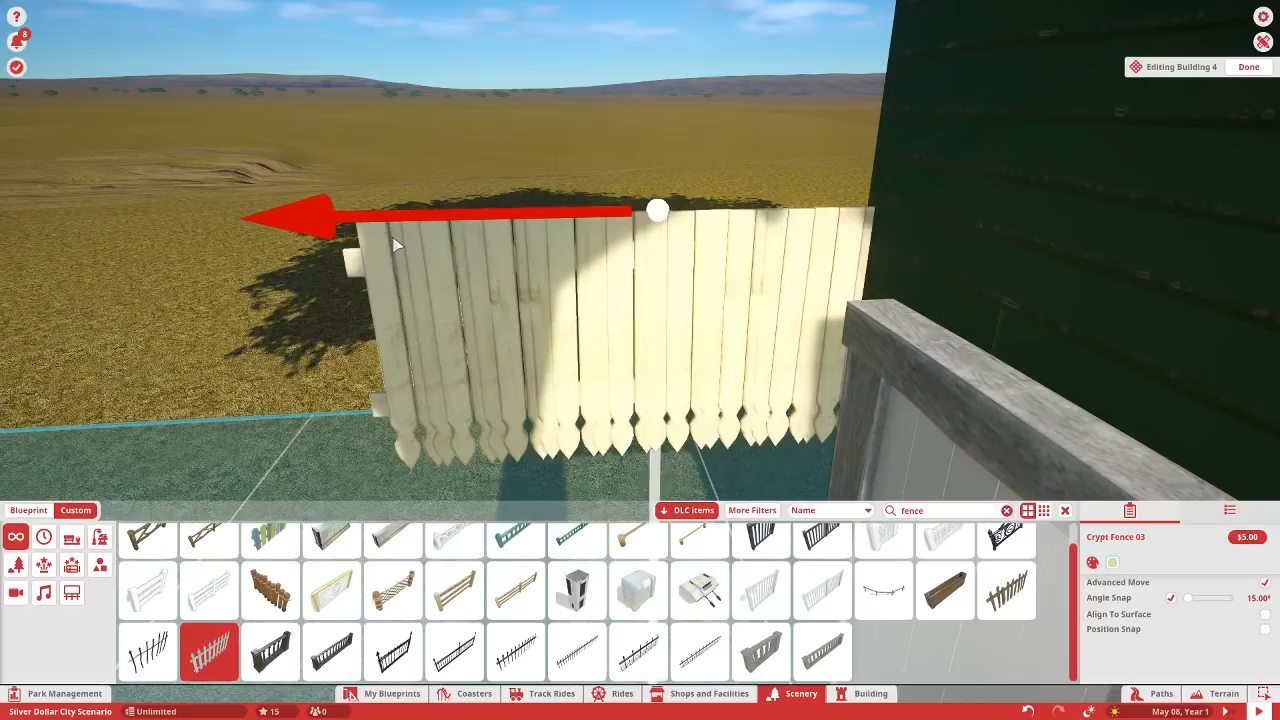 ?
8
Editing Building 4 Done
Blueprint Custom DLC items More Filters Name fence
Crypt Fence 03 $5.00
Advanced Move
Angle Snap 15.00°
Align To Surface
Position Snap
Park Management My Blueprints Coasters Track Rides Rides Shops and Facilities Scenery Building Paths Terrain
Silver Dollar City Scenario Unlimited 15 0 May 08, Year 1